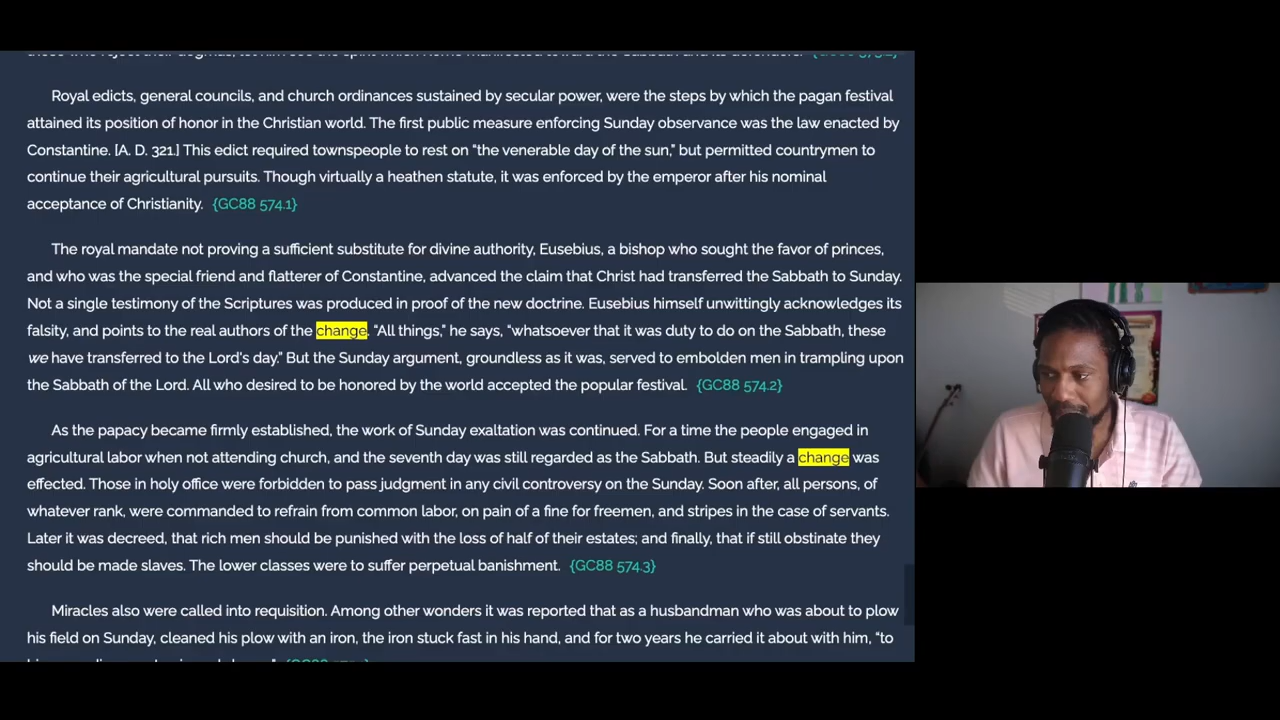 those who reject their dogmas, let him see the spirit which Rome manifested toward the Sabbath and its defenders.
Royal edicts, general councils, and church ordinances sustained by secular power, were the steps by which the pagan festival
attained its position of honor in the Christian world. The first public measure enforcing Sunday observance was the law enacted by
Constantine. [A. D. 321.] This edict required townspeople to rest on “the venerable day of the sun,” but permitted countrymen to
continue their agricultural pursuits. Though virtually a heathen statute, it was enforced by the emperor after his nominal
acceptance of Christianity. {GC88 574.1}
The royal mandate not proving a sufficient substitute for divine authority, Eusebius, a bishop who sought the favor of princes,
and who was the special friend and flatterer of Constantine, advanced the claim that Christ had transferred the Sabbath to Sunday.
Not a single testimony of the Scriptures was produced in proof of the new doctrine. Eusebius himself unwittingly acknowledges its
falsity, and points to the real authors of the change. “All things,” he says, “whatsoever that it was duty to do on the Sabbath, these
we have transferred to the Lord's day.” But the Sunday argument, groundless as it was, served to embolden men in trampling upon
the Sabbath of the Lord. All who desired to be honored by the world accepted the popular festival. {GC88 574.2}
As the papacy became firmly established, the work of Sunday exaltation was continued. For a time the people engaged in
agricultural labor when not attending church, and the seventh day was still regarded as the Sabbath. But steadily a change was
effected. Those in holy office were forbidden to pass judgment in any civil controversy on the Sunday. Soon after, all persons, of
whatever rank, were commanded to refrain from common labor, on pain of a fine for freemen, and stripes in the case of servants.
Later it was decreed, that rich men should be punished with the loss of half of their estates; and finally, that if still obstinate they
should be made slaves. The lower classes were to suffer perpetual banishment. {GC88 574.3}
Miracles also were called into requisition. Among other wonders it was reported that as a husbandman who was about to plow
his field on Sunday, cleaned his plow with an iron, the iron stuck fast in his hand, and for two years he carried it about with him, “to